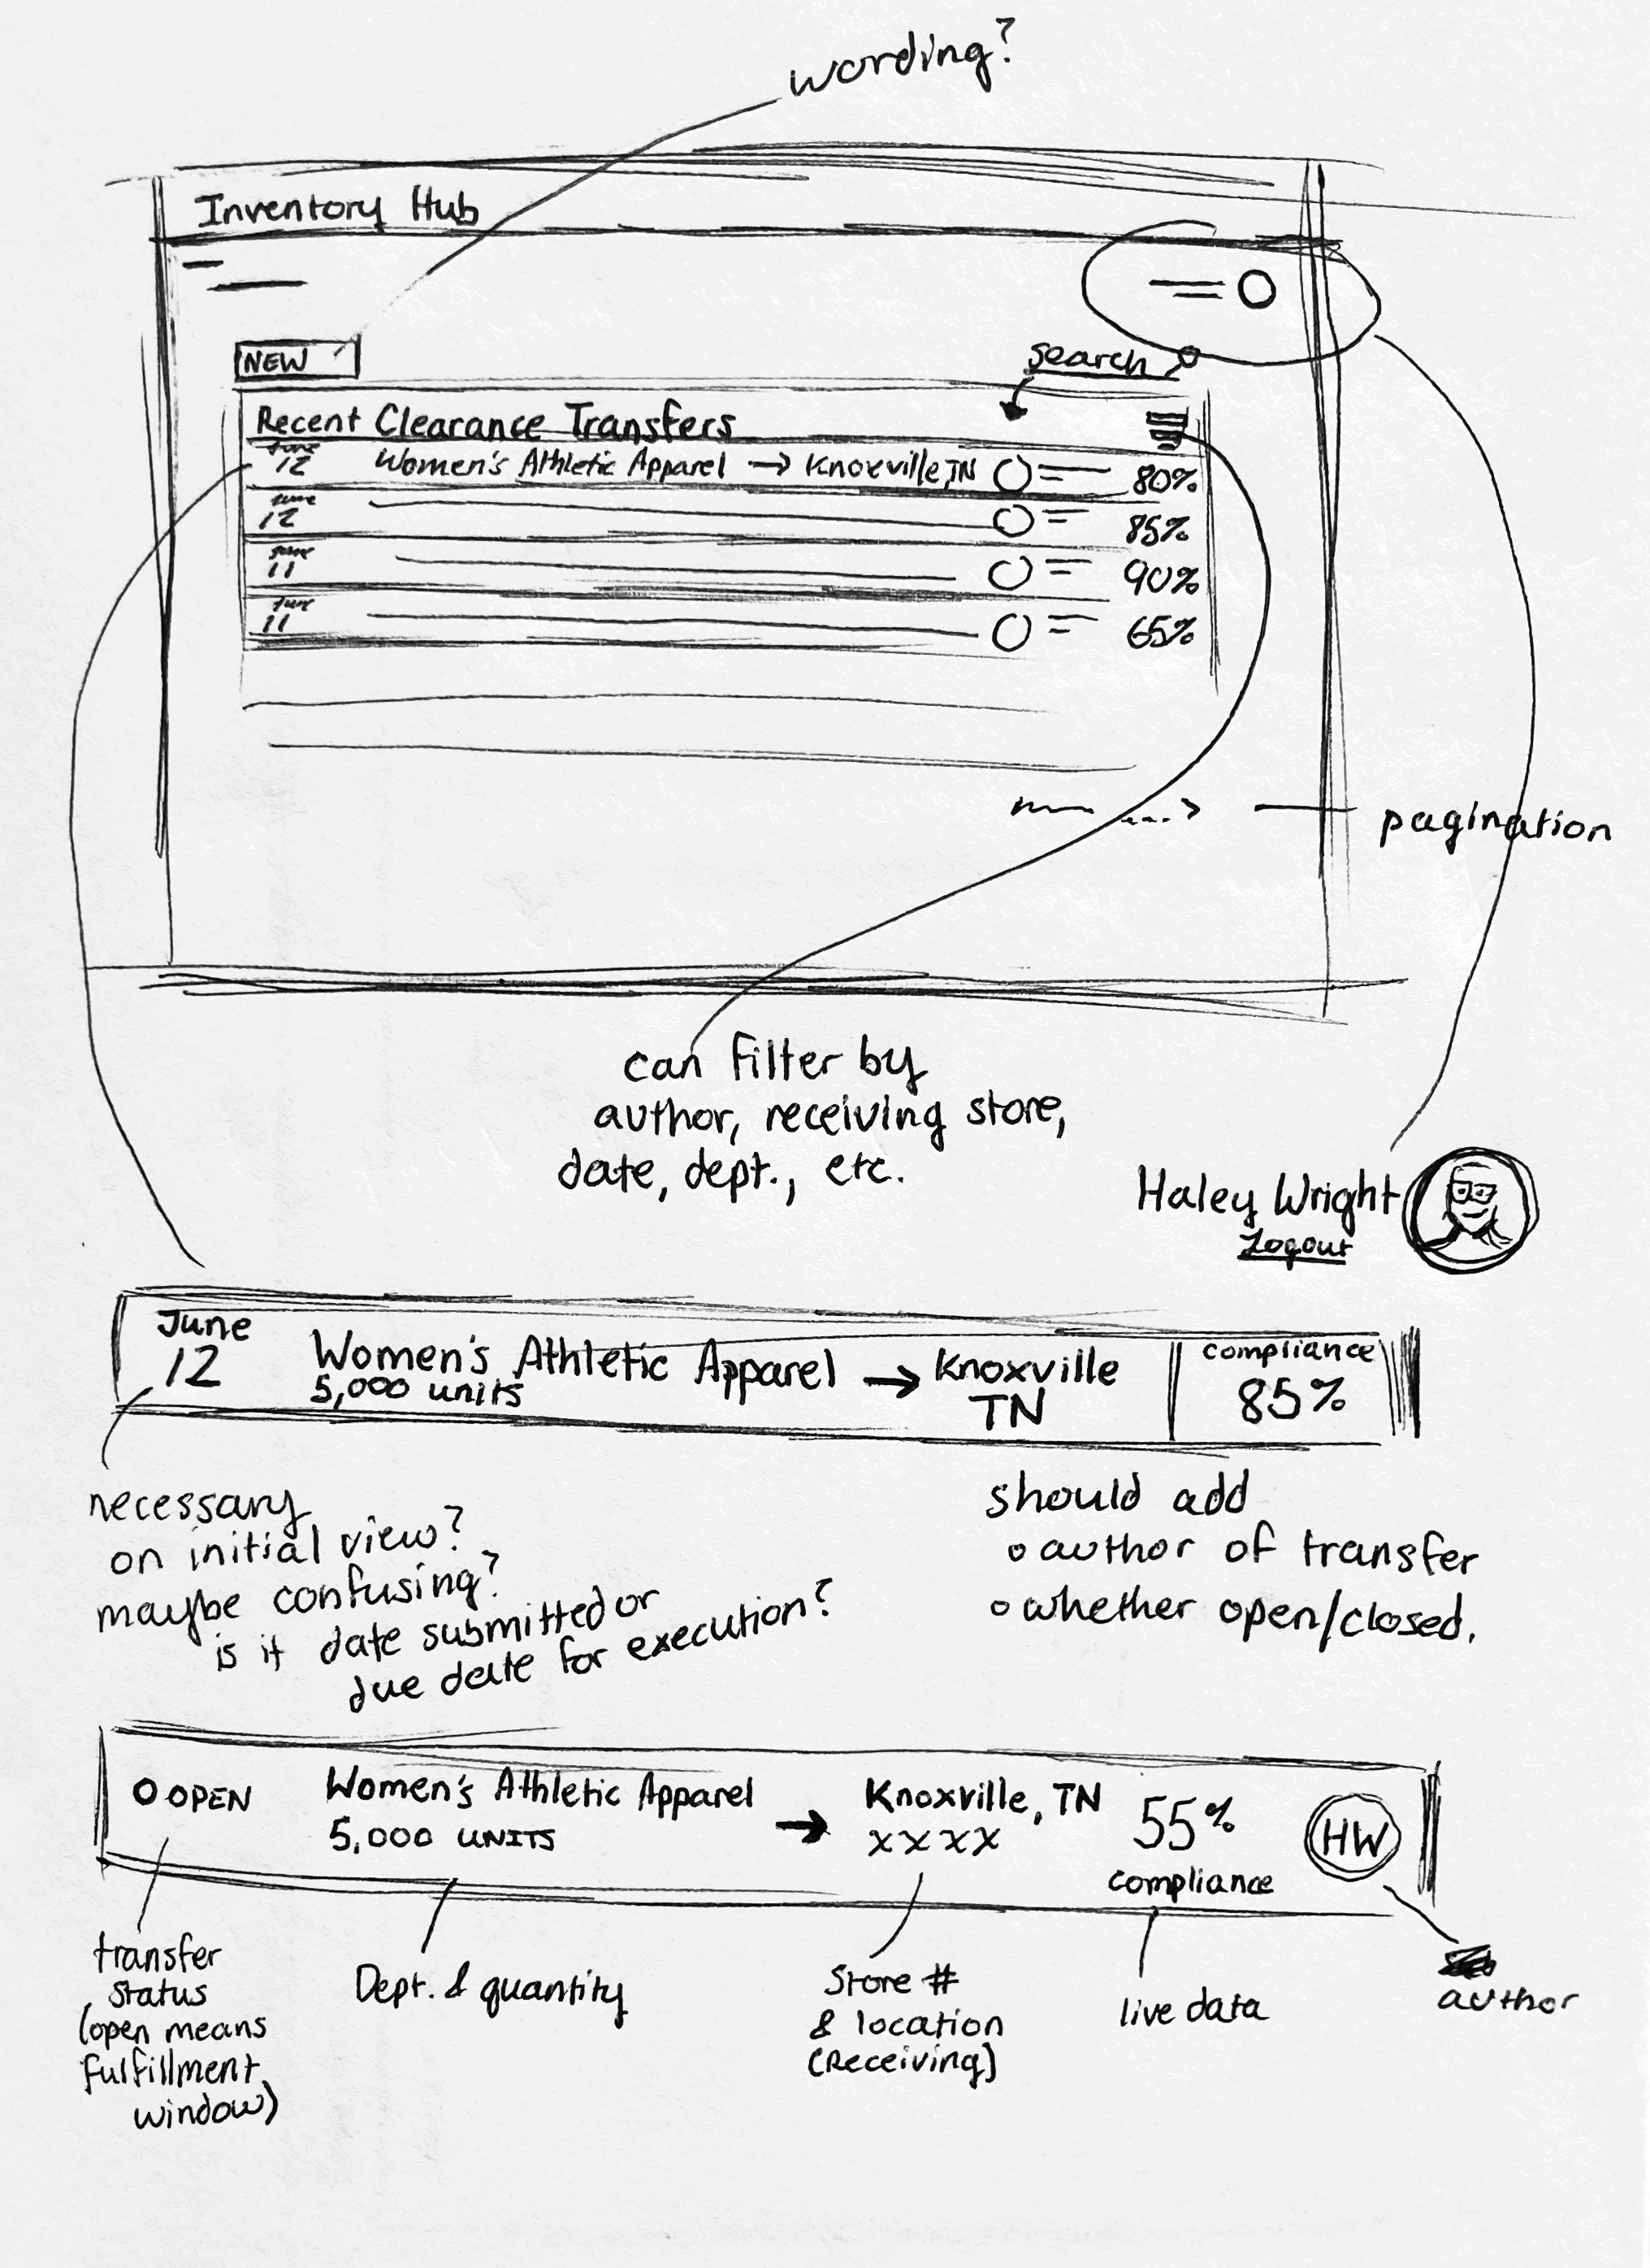 wording?
Inventory Hub
NEW
search
Recent Clearance Transfers
June
12
Women's Athletic Apparel → Knoxville, TN
80%
June
12
85%
June
11
90%
June
11
65%
pagination
can filter by
author, receiving store,
date, dept., etc.
Haley Wright
Logout
June
12
Women's Athletic Apparel → Knoxville
TN
5,000 units
compliance
85%
necessary
on initial view?
maybe confusing?
is it date submitted or
due date for execution?
should add
o author of transfer
o whether open/closed.
O OPEN
Women's Athletic Apparel
5,000 UNITS
→
Knoxville, TN
XXXX
55%
compliance
HW
transfer
status
(open means
fulfillment
window)
Dept. & quantity
Store #
& location
(Receiving)
live data
author